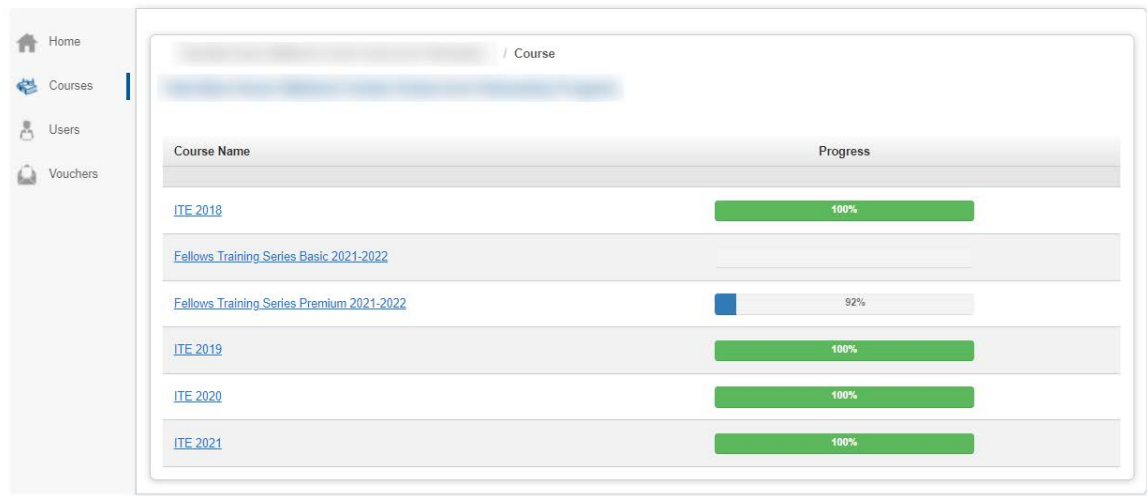 Home
Courses
Users
Vouchers
/ Course
Course Name Progress
ITE 2018 100%
Fellows Training Series Basic 2021-2022
Fellows Training Series Premium 2021-2022 92%
ITE 2019 100%
ITE 2020 100%
ITE 2021 100%